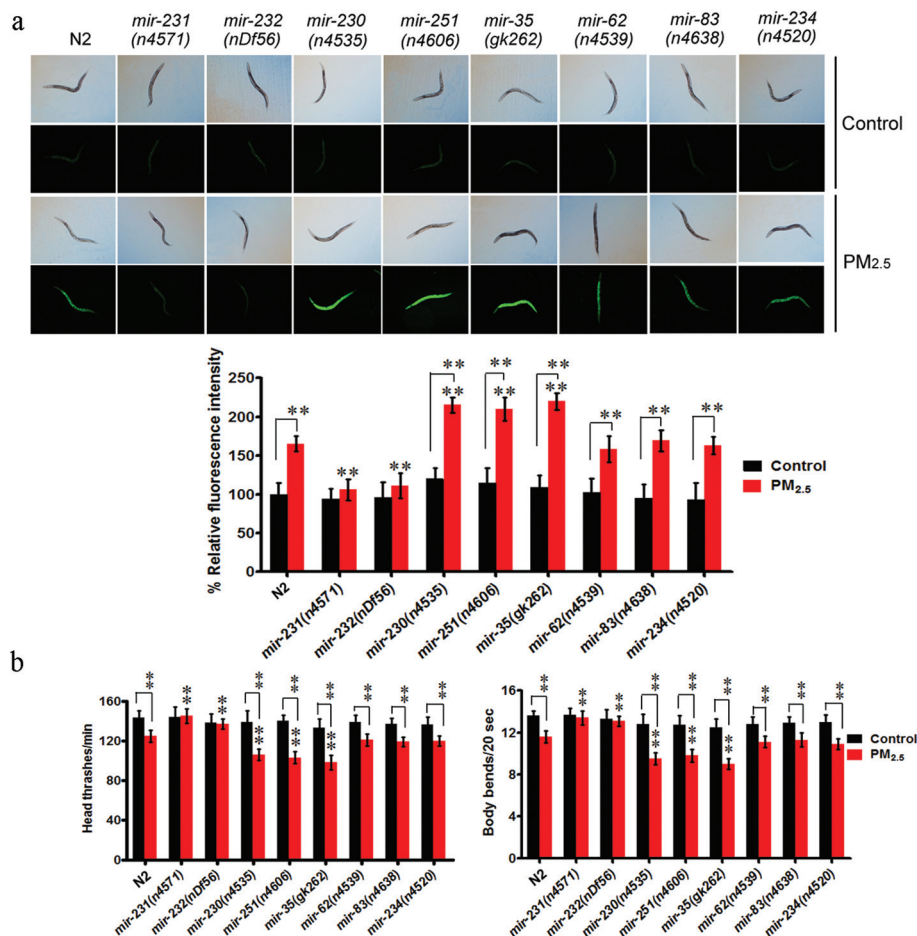 a
N2
mir-231 (n4571)
mir-232 (nDf56)
mir-230 (n4535)
mir-251 (n4606)
mir-35 (gk262)
mir-62 (n4539)
mir-83 (n4638)
mir-234 (n4520)
Control
PM2.5
% Relative fluorescence intensity
250
200
150
100
50
0
** ** ** ** ** ** ** ** ** ** ** **
Control
PM2.5
N2
mir-231(n4571)
mir-232(nDf56)
mir-230(n4535)
mir-251(n4606)
mir-35(gk262)
mir-62(n4539)
mir-83(n4638)
mir-234(n4520)
b
Head thrashes/min
160
120
80
40
0
** ** ** ** ** ** ** ** ** ** ** **
N2
mir-231(n4571)
mir-232(nDf56)
mir-230(n4535)
mir-251(n4606)
mir-35(gk262)
mir-62(n4539)
mir-83(n4638)
mir-234(n4520)
Body bends/20 sec
16
12
8
4
0
** ** ** ** ** ** ** ** ** ** ** **
Control
PM2.5
N2
mir-231(n4571)
mir-232(nDf56)
mir-230(n4535)
mir-251(n4606)
mir-35(gk262)
mir-62(n4539)
mir-83(n4638)
mir-234(n4520)